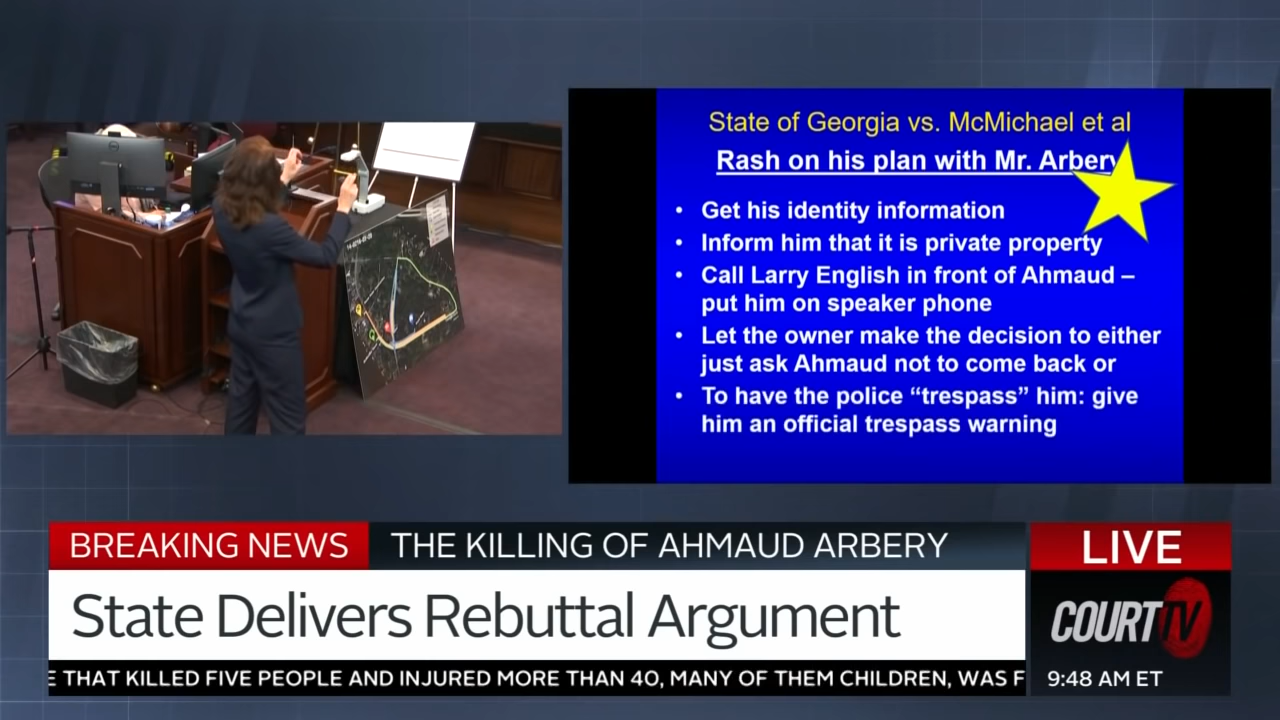 State of Georgia vs. McMichael et al
Rash on his plan with Mr. Arbery
• Get his identity information
• Inform him that it is private property
• Call Larry English in front of Ahmaud –
put him on speaker phone
• Let the owner make the decision to either
just ask Ahmaud not to come back or
• To have the police “trespass” him: give
him an official trespass warning
BREAKING NEWS
THE KILLING OF AHMAUD ARBERY
LIVE
State Delivers Rebuttal Argument
COURT TV
E THAT KILLED FIVE PEOPLE AND INJURED MORE THAN 40, MANY OF THEM CHILDREN, WAS F
9:48 AM ET